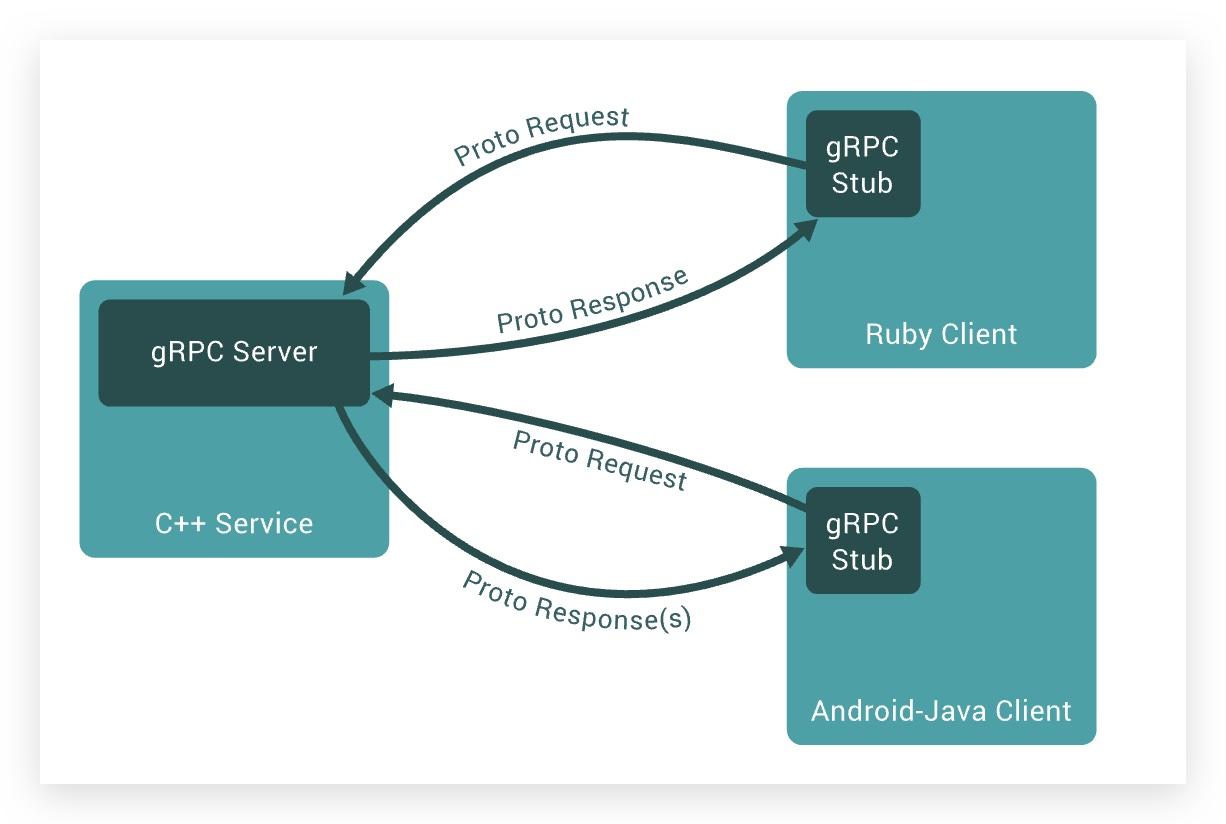 Proto Request
gRPC
Stub
Proto Response
Ruby Client
gRPC Server
C++ Service
Proto Request
gRPC
Stub
Proto Response(s)
Android-Java Client